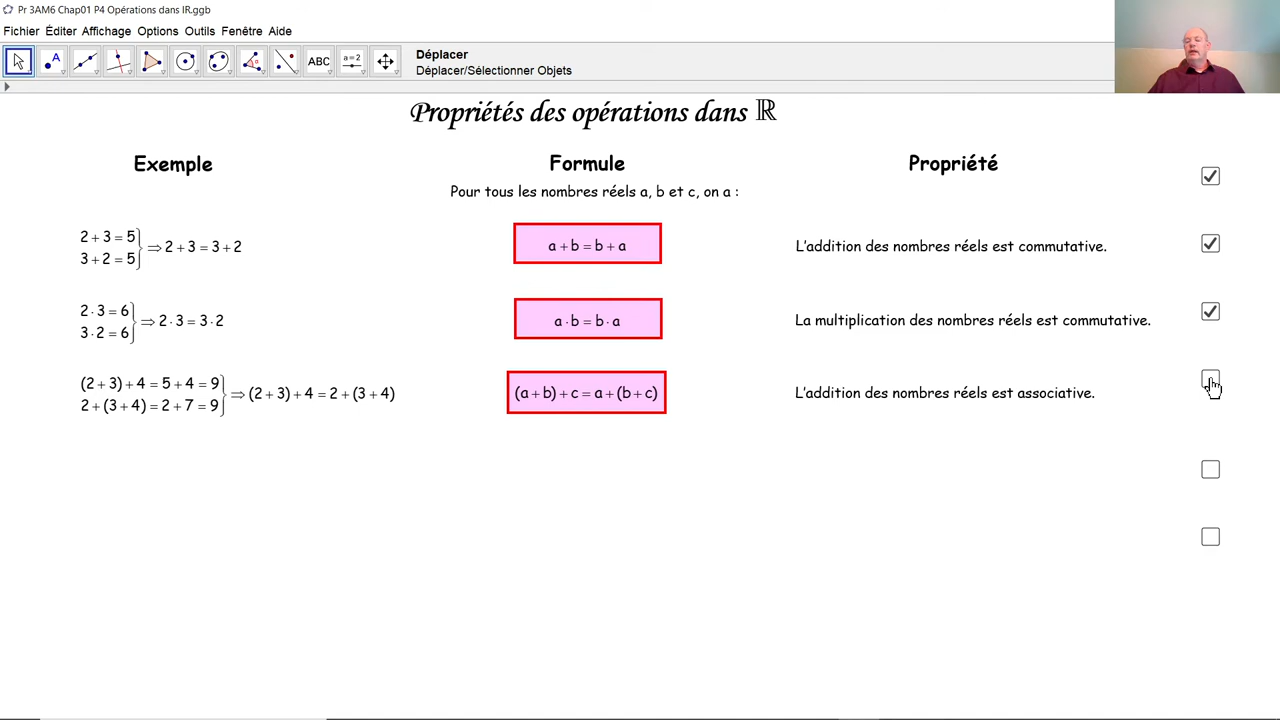 Pr 3AM6 Chap01 P4 Opérations dans IR.ggb
Fichier Éditer Affichage Options Outils Fenêtre Aide
A
ABC
a=2
Déplacer
Déplacer/Sélectionner Objets
Propriétés des opérations dans ℝ
Exemple Formule Propriété
Pour tous les nombres réels a, b et c, on a :
2 + 3 = 5
3 + 2 = 5 } ⇒ 2 + 3 = 3 + 2
a + b = b + a
L'addition des nombres réels est commutative.
2 · 3 = 6
3 · 2 = 6 } ⇒ 2 · 3 = 3 · 2
a · b = b · a
La multiplication des nombres réels est commutative.
(2 + 3) + 4 = 5 + 4 = 9
2 + (3 + 4) = 2 + 7 = 9 } ⇒ (2 + 3) + 4 = 2 + (3 + 4)
(a + b) + c = a + (b + c)
L'addition des nombres réels est associative.